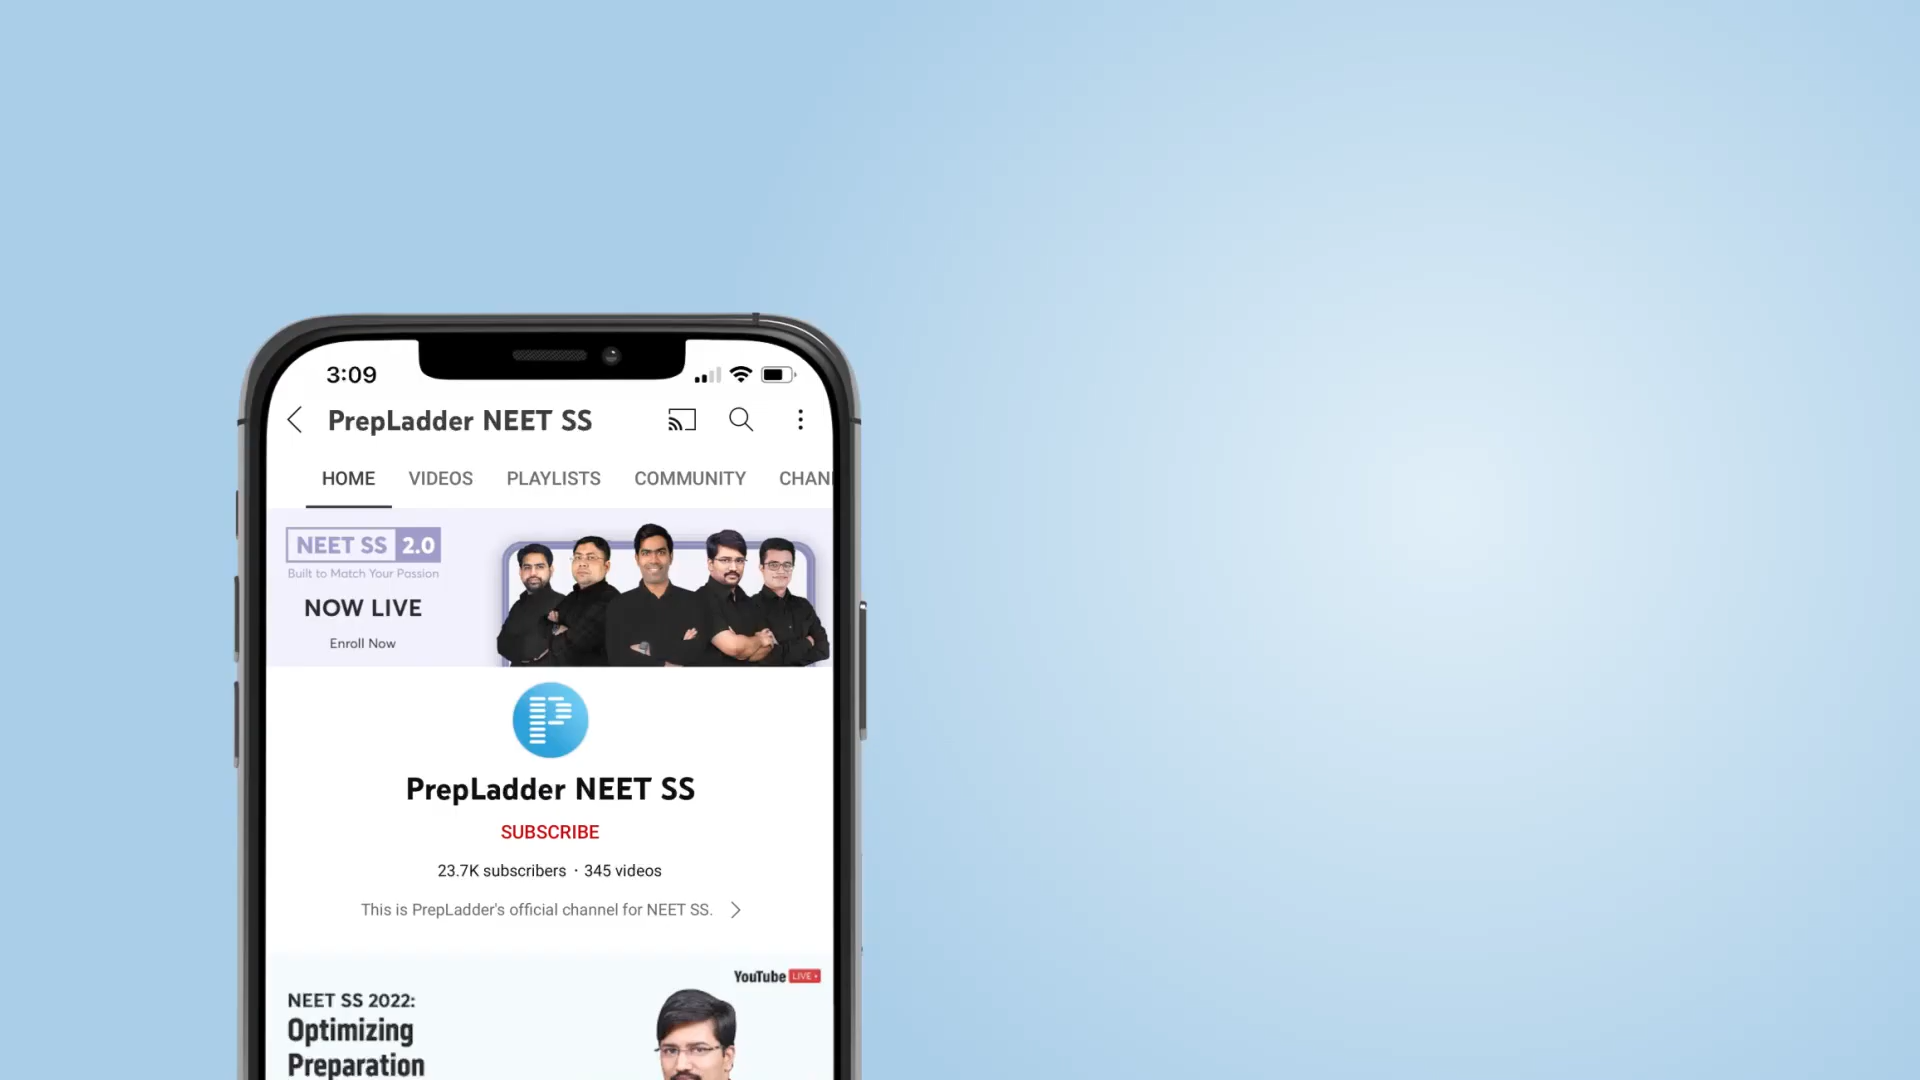 3:09
PrepLadder NEET SS
HOME VIDEOS PLAYLISTS COMMUNITY CHAN
NEET SS 2.0
Built to Match Your Passion
NOW LIVE
Enroll Now
PrepLadder NEET SS
SUBSCRIBE
23.7K subscribers · 345 videos
This is PrepLadder's official channel for NEET SS.
YouTube LIVE
NEET SS 2022:
Optimizing
Preparation